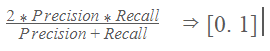 2 * Precision * Recall / Precision + Recall ⇒ [0. 1]